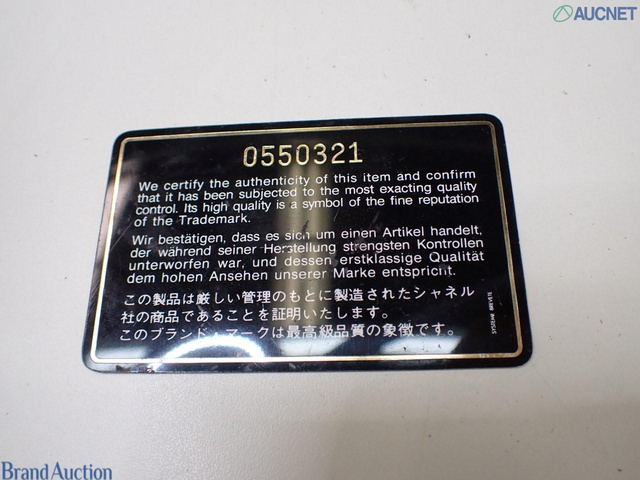 AUCNET
0550321
We certify the authenticity of this item and confirm
that it has been subjected to the most exacting quality
control. Its high quality is a symbol of the fine reputation
of the Trademark.
Wir bestätigen, dass es sich um einen Artikel handelt,
der während seiner Herstellung strengsten Kontrollen
unterworfen war, und dessen erstklassige Qualität
dem hohen Ansehen unserer Marke entspricht.
この製品は厳しい管理のもとに製造されたシャネル
社の商品であることを証明いたします。
このブランド・マークは最高級品質の象徴です。
SYSTEME BREVETE
Brand Auction